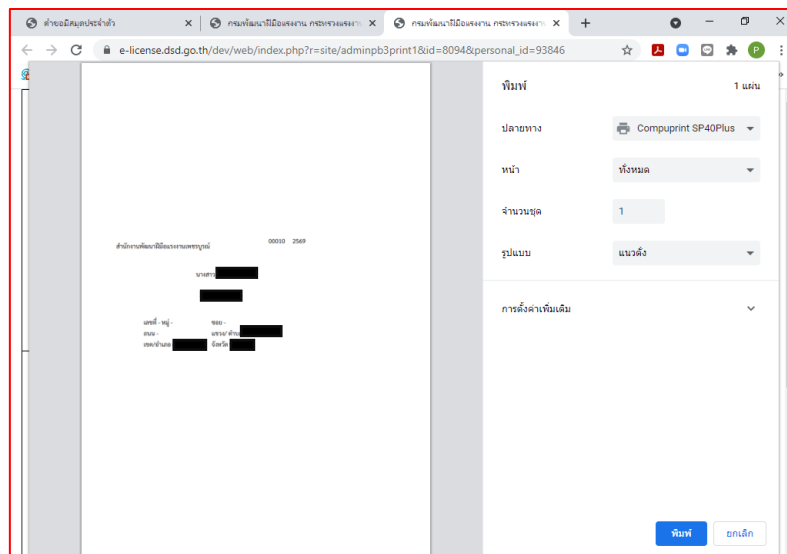 คำขอมีสมุดประจำตัว
กรมพัฒนาฝีมือแรงงาน กระทรวงแรงงาน
กรมพัฒนาฝีมือแรงงาน กระทรวงแรงงาน
e-license.dsd.go.th/dev/web/index.php?r=site/adminpb3print1&id=8094&personal_id=93846
P
พิมพ์ 1 แผ่น
ปลายทาง Compuprint SP40Plus
หน้า ทั้งหมด
จำนวนชุด 1
รูปแบบ แนวตั้ง
การตั้งค่าเพิ่มเติม
สำนักงานพัฒนาฝีมือแรงงานเพชรบูรณ์ 00010 2569
นางสาว
เลขที่ - หมู่ - ซอย -
ถนน - แขวง/ตำบล
เขต/อำเภอ จังหวัด
พิมพ์ ยกเลิก